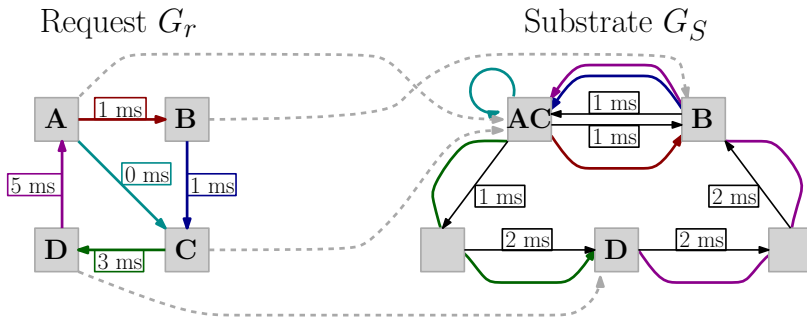 Request G_r
Substrate G_S
A
1 ms
B
0 ms
1 ms
5 ms
D
3 ms
C
AC
1 ms
1 ms
B
1 ms
2 ms
2 ms
D
2 ms